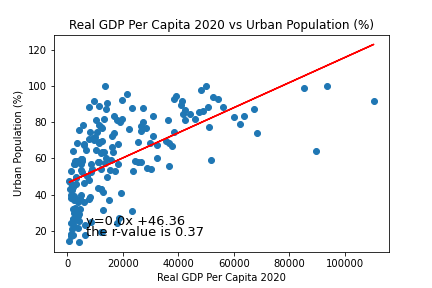 Real GDP Per Capita 2020 vs Urban Population (%)
120
100
80
60
40
20
Urban Population (%)
y=0.0x +46.36
the r-value is 0.37
0 20000 40000 60000 80000 100000
Real GDP Per Capita 2020